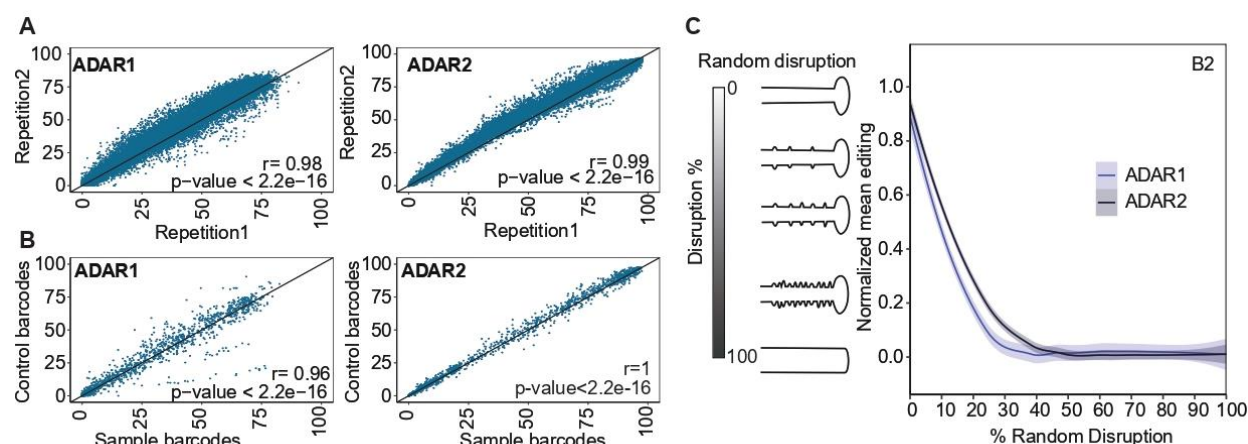 A
ADAR1
Repetition2
100
75
50
25
0
r= 0.98
p-value < 2.2e−16
0
25
50
75
100
Repetition1
ADAR2
Repetition2
100
75
50
25
0
r= 0.99
p-value < 2.2e−16
0
25
50
75
100
Repetition1
B
ADAR1
Control barcodes
100
75
50
25
0
r= 0.96
p-value < 2.2e−16
0
25
50
75
100
Sample barcodes
ADAR2
Control barcodes
100
75
50
25
0
r=1
p-value<2.2e-16
0
25
50
75
100
Sample barcodes
C
Random disruption
0
Disruption %
100
B2
Normalized mean editing
1.0
0.8
0.6
0.4
0.2
0.0
ADAR1
ADAR2
0 10 20 30 40 50 60 70 80 90 100
% Random Disruption